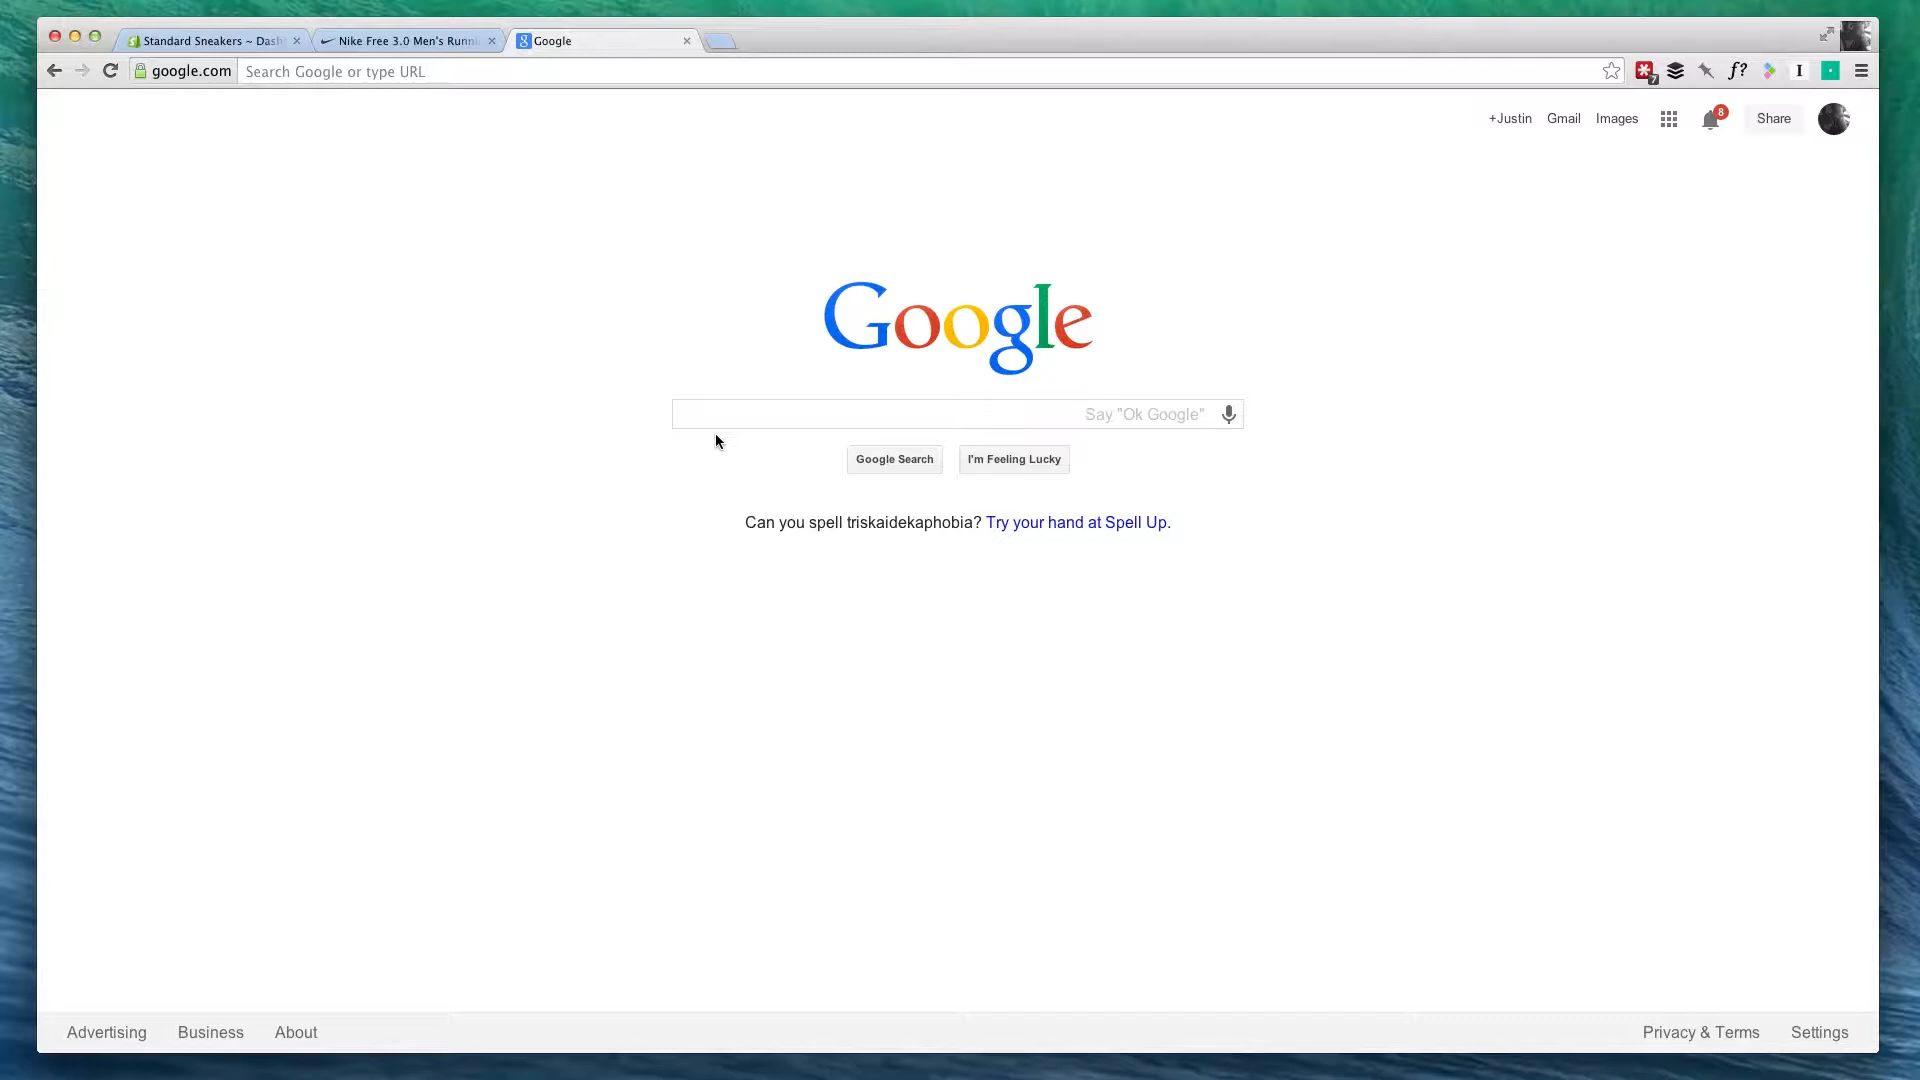 Standard Sneakers ~ Dash
Nike Free 3.0 Men's Runni
Google
google.com
Search Google or type URL
7
f?
I
+Justin
Gmail
Images
8
Share
Google
Say "Ok Google"
Google Search
I'm Feeling Lucky
Can you spell triskaidekaphobia? Try your hand at Spell Up.
Advertising
Business
About
Privacy & Terms
Settings